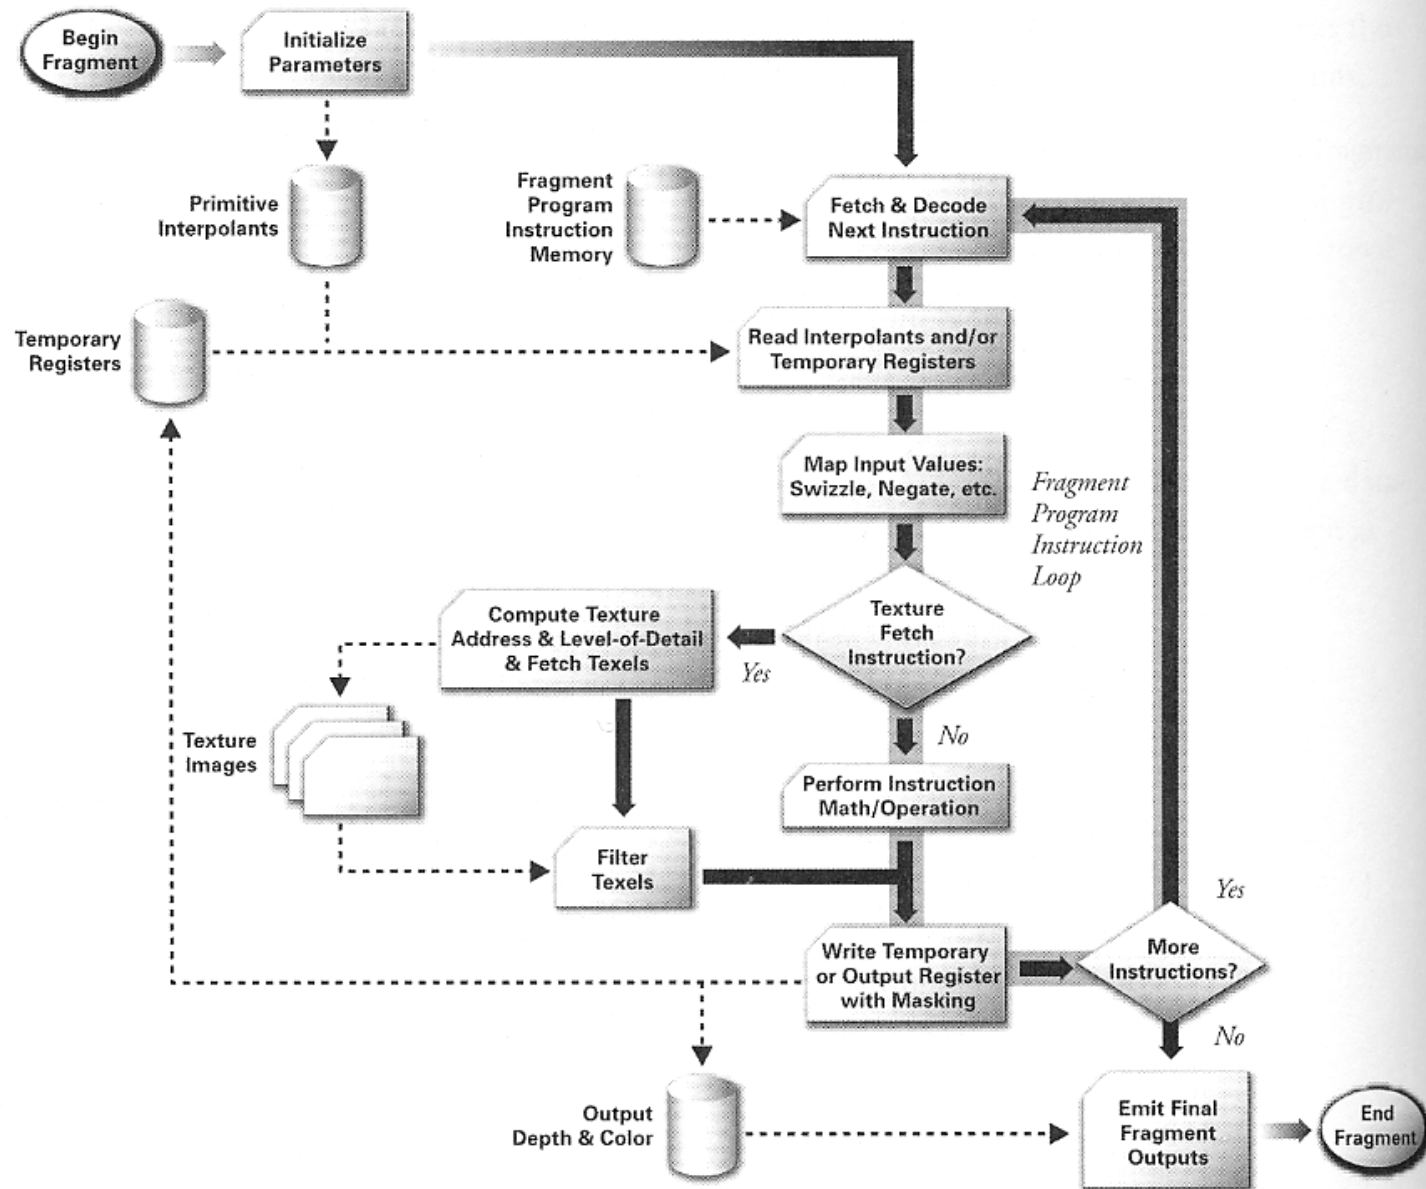 Begin
Fragment
Initialize
Parameters
Primitive
Interpolants
Fragment
Program
Instruction
Memory
Fetch & Decode
Next Instruction
Temporary
Registers
Read Interpolants and/or
Temporary Registers
Map Input Values:
Swizzle, Negate, etc.
Fragment
Program
Instruction
Loop
Texture
Fetch
Instruction?
Yes
Compute Texture
Address & Level-of-Detail
& Fetch Texels
No
Texture
Images
Perform Instruction
Math/Operation
Filter
Texels
Yes
Write Temporary
or Output Register
with Masking
More
Instructions?
No
Output
Depth & Color
Emit Final
Fragment
Outputs
End
Fragment